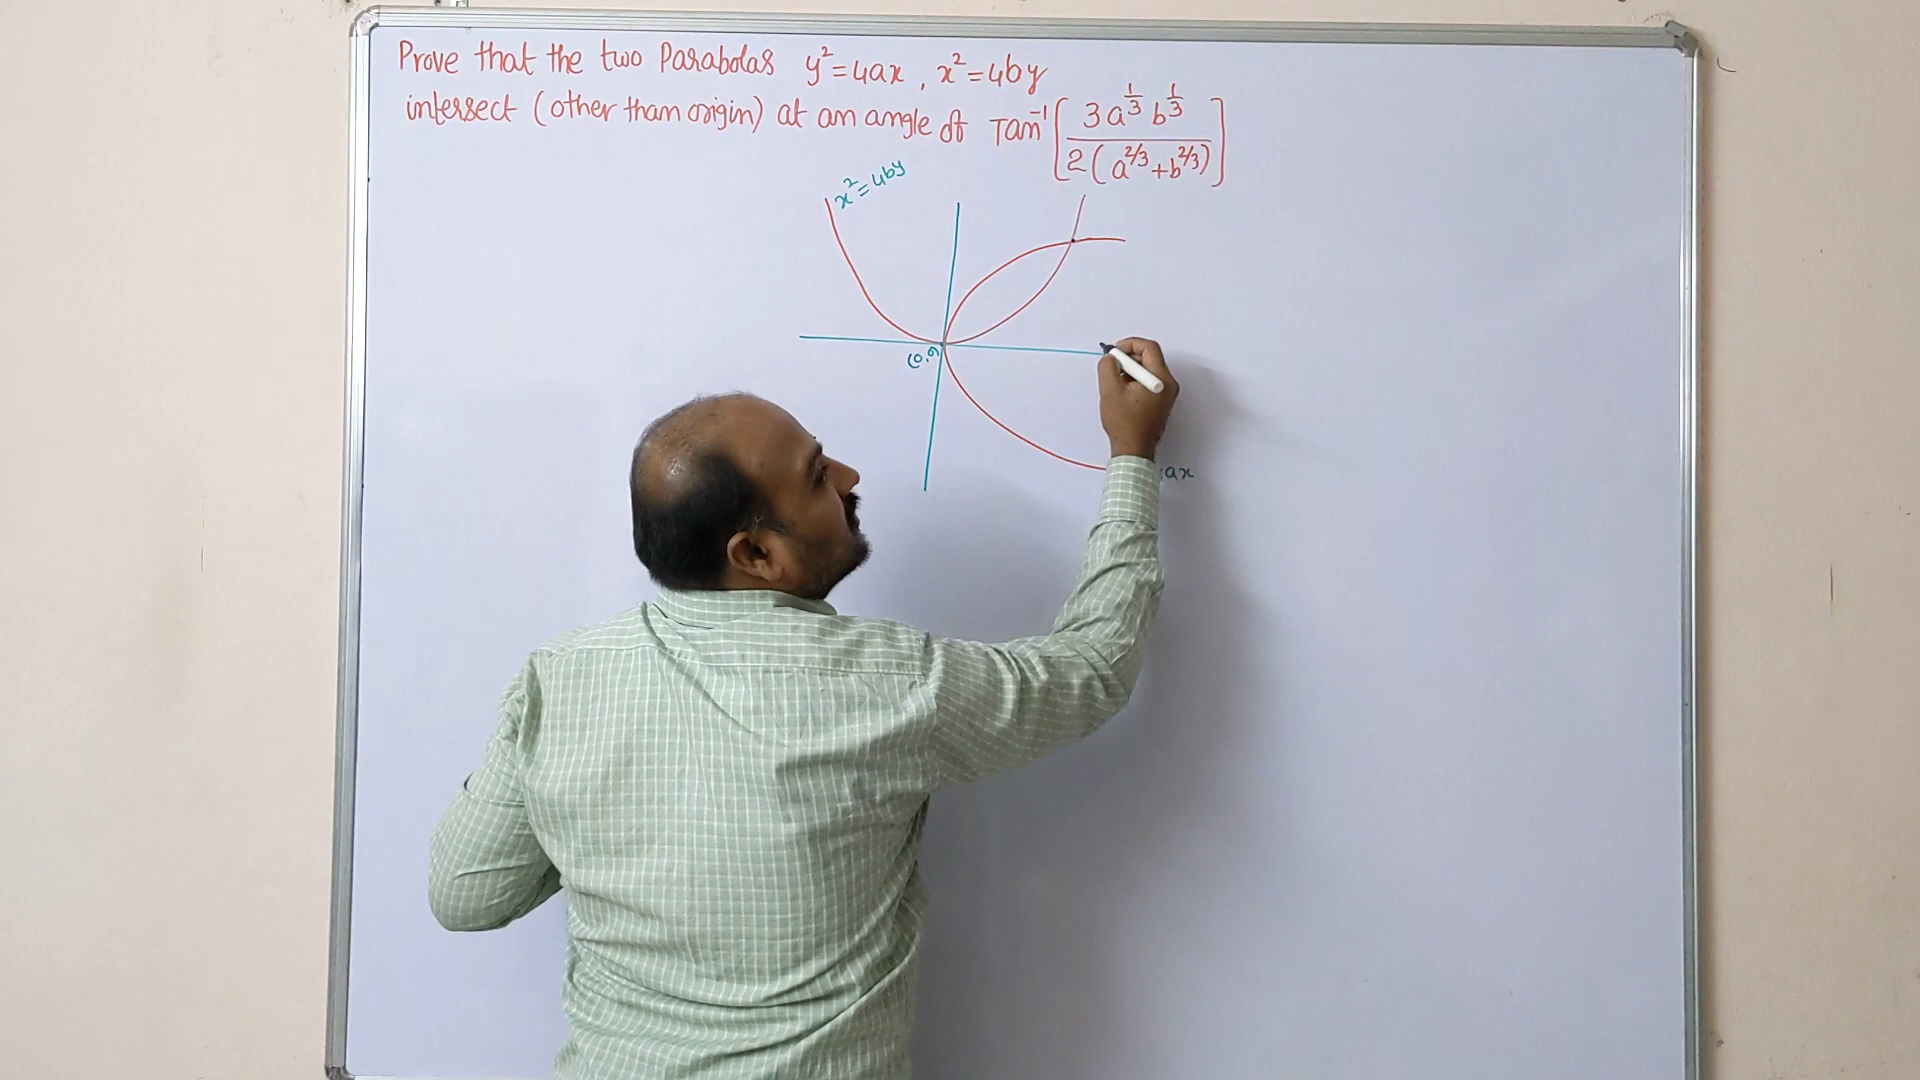 Prove that the two Parabolas y²=4ax, x²=4by
intersect (other than origin) at an angle of Tan⁻¹[3a^(1/3) b^(1/3) / 2(a^(2/3)+b^(2/3))]
x²=4by
(0,0)
ax